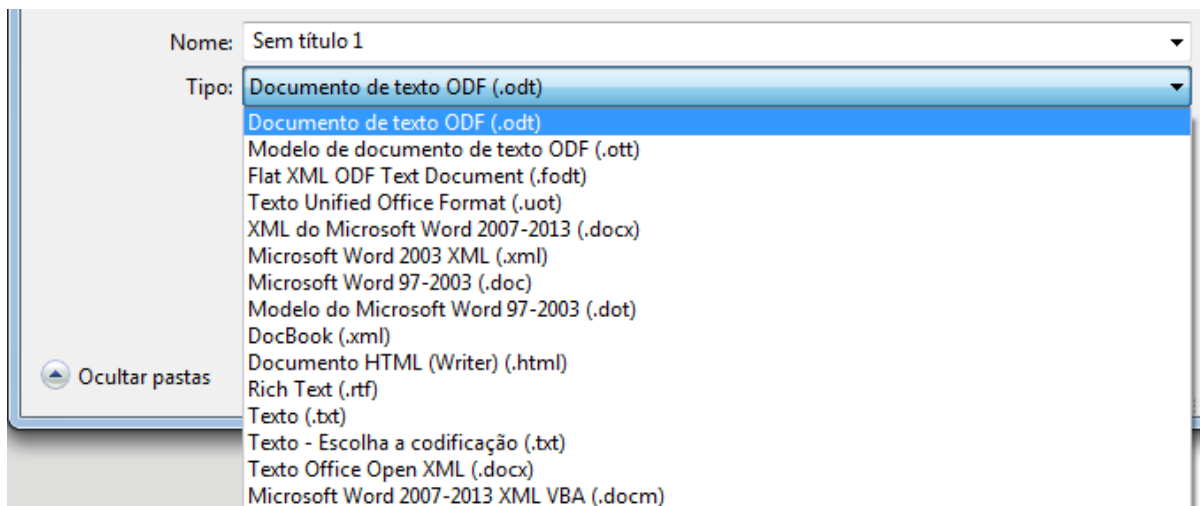 Nome: Sem título 1
Tipo: Documento de texto ODF (.odt)
Documento de texto ODF (.odt)
Modelo de documento de texto ODF (.ott)
Flat XML ODF Text Document (.fodt)
Texto Unified Office Format (.uot)
XML do Microsoft Word 2007-2013 (.docx)
Microsoft Word 2003 XML (.xml)
Microsoft Word 97-2003 (.doc)
Modelo do Microsoft Word 97-2003 (.dot)
DocBook (.xml)
Documento HTML (Writer) (.html)
Ocultar pastas
Rich Text (.rtf)
Texto (.txt)
Texto - Escolha a codificação (.txt)
Texto Office Open XML (.docx)
Microsoft Word 2007-2013 XML VBA (.docm)